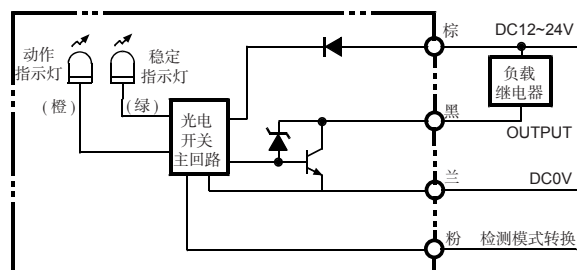 棕
DC12~24V
动作
指示灯
(橙)
稳定
指示灯
(绿)
负载
继电器
光电
开关
主回路
黑
OUTPUT
兰
DC0V
粉
检测模式转换